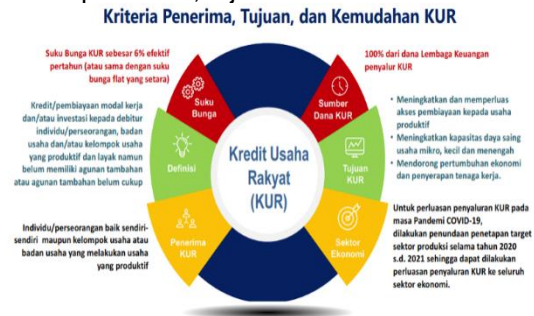 Kriteria Penerima, Tujuan, dan Kemudahan KUR
Suku Bunga KUR sebesar 6% efektif
pertahun (atau sama dengan suku
bunga flat yang setara)
Suku
Bunga
Kredit/pembiayaan modal kerja
dan/atau investasi kepada debitur
individu/perseorangan, badan
usaha dan/atau kelompok usaha
yang produktif dan layak namun
belum memiliki agunan tambahan
atau agunan tambahan belum cukup
Definisi
Individu/perseorangan baik sendiri-
sendiri maupun kelompok usaha atau
badan usaha yang melakukan usaha
yang produktif
Penerima
KUR
Kredit Usaha
Rakyat
(KUR)
Sumber
Dana KUR
100% dari dana Lembaga Keuangan
penyalur KUR
Tujuan
KUR
• Meningkatkan dan memperluas
akses pembiayaan kepada usaha
produktif
• Meningkatkan kapasitas daya saing
usaha mikro, kecil dan menengah
• Mendorong pertumbuhan ekonomi
dan penyerapan tenaga kerja.
Sektor
Ekonomi
Untuk perluasan penyaluran KUR pada
masa Pandemi COVID-19,
dilakukan penundaan penetapan target
sektor produksi selama tahun 2020
s.d. 2021 sehingga dapat dilakukan
perluasan penyaluran KUR ke seluruh
sektor ekonomi.